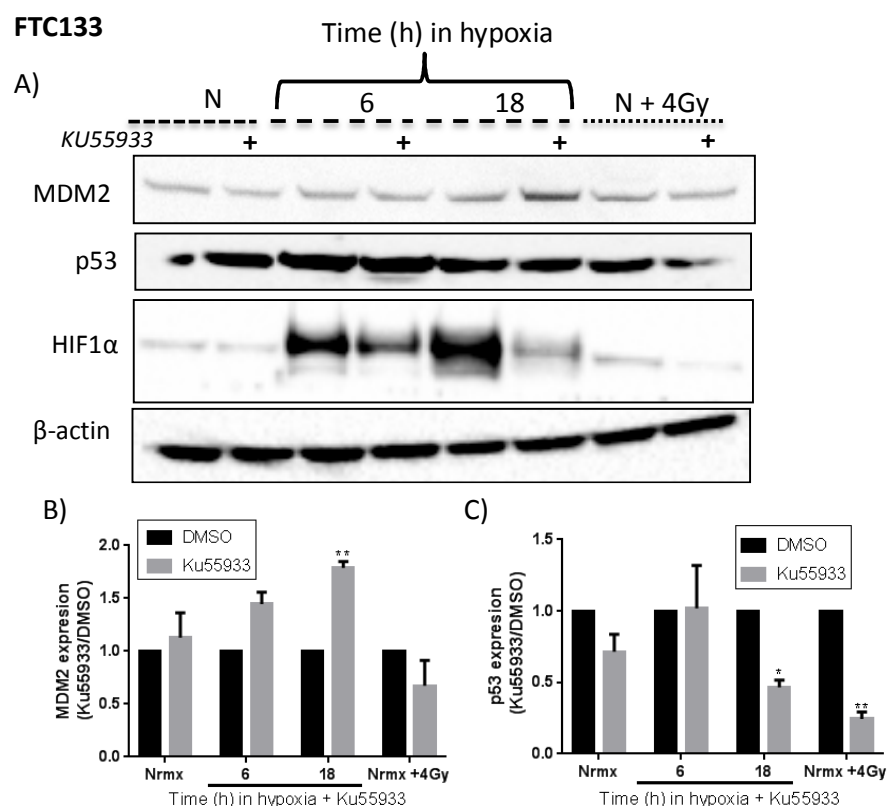 FTC133
Time (h) in hypoxia
A)
N 6 18 N + 4Gy
KU55933 + + + +
MDM2
p53
HIF1α
β-actin
B)
DMSO
Ku55933
MDM2 expresion
(Ku55933/DMSO)
2.0
1.5
1.0
0.5
0.0
**
Nrmx 6 18 Nrmx +4Gy
Time (h) in hypoxia + Ku55933
C)
DMSO
Ku55933
p53 expresion
(Ku55933/DMSO)
1.5
1.0
0.5
0.0
*
**
Nrmx 6 18 Nrmx +4Gy
Time (h) in hypoxia + Ku55933